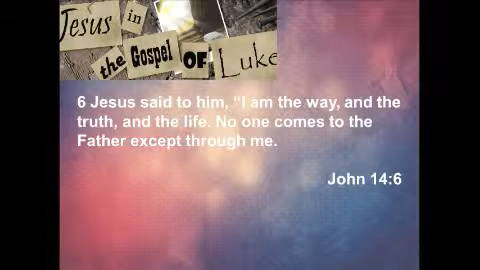 Jesus in
the Gospel OF Luke
6 Jesus said to him, “I am the way, and the
truth, and the life. No one comes to the
Father except through me.
John 14:6